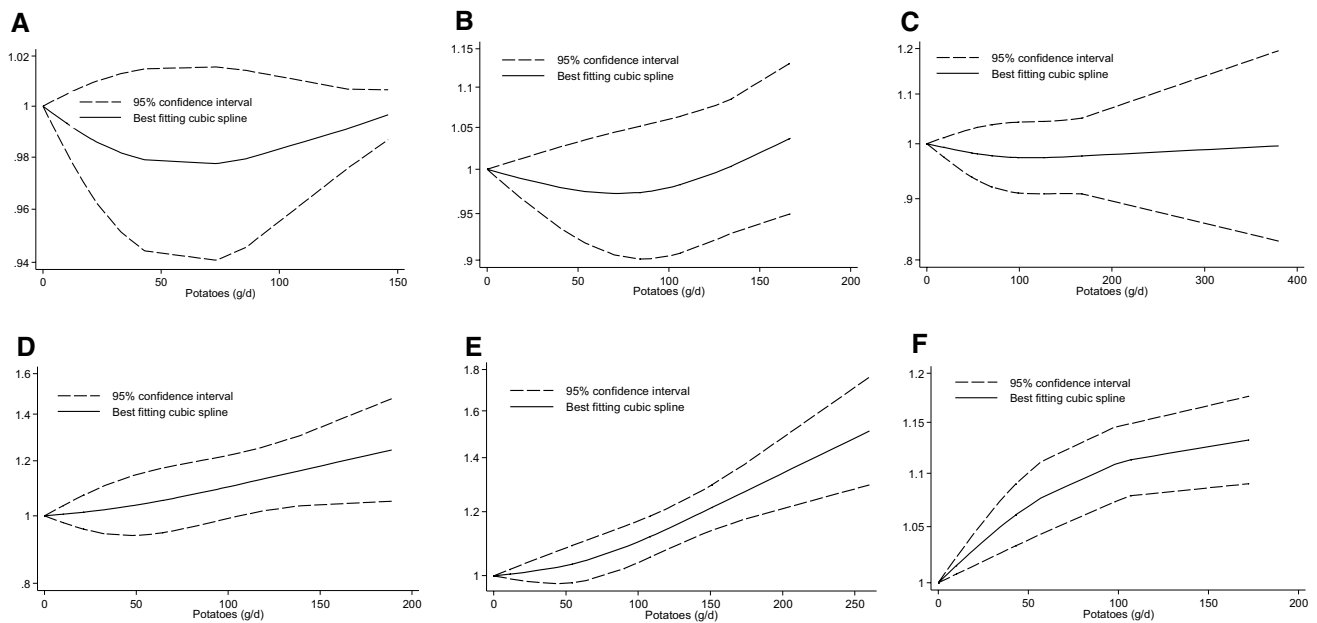 A
1.02
1
.98
.96
.94
95% confidence interval
Best fitting cubic spline
0 50 100 150
Potatoes (g/d)
B
1.15
1.1
1.05
1
.95
.9
95% confidence interval
Best fitting cubic spline
0 50 100 150 200
Potatoes (g/d)
C
1.2
1.1
1
.9
.8
95% confidence interval
Best fitting cubic spline
0 100 200 300 400
Potatoes (g/d)
D
1.6
1.4
1.2
1
.8
95% confidence interval
Best fitting cubic spline
0 50 100 150 200
Potatoes (g/d)
E
1.8
1.6
1.4
1.2
1
95% confidence interval
Best fitting cubic spline
0 50 100 150 200 250
Potatoes (g/d)
F
1.2
1.15
1.1
1.05
1
95% confidence interval
Best fitting cubic spline
0 50 100 150 200
Potatoes (g/d)